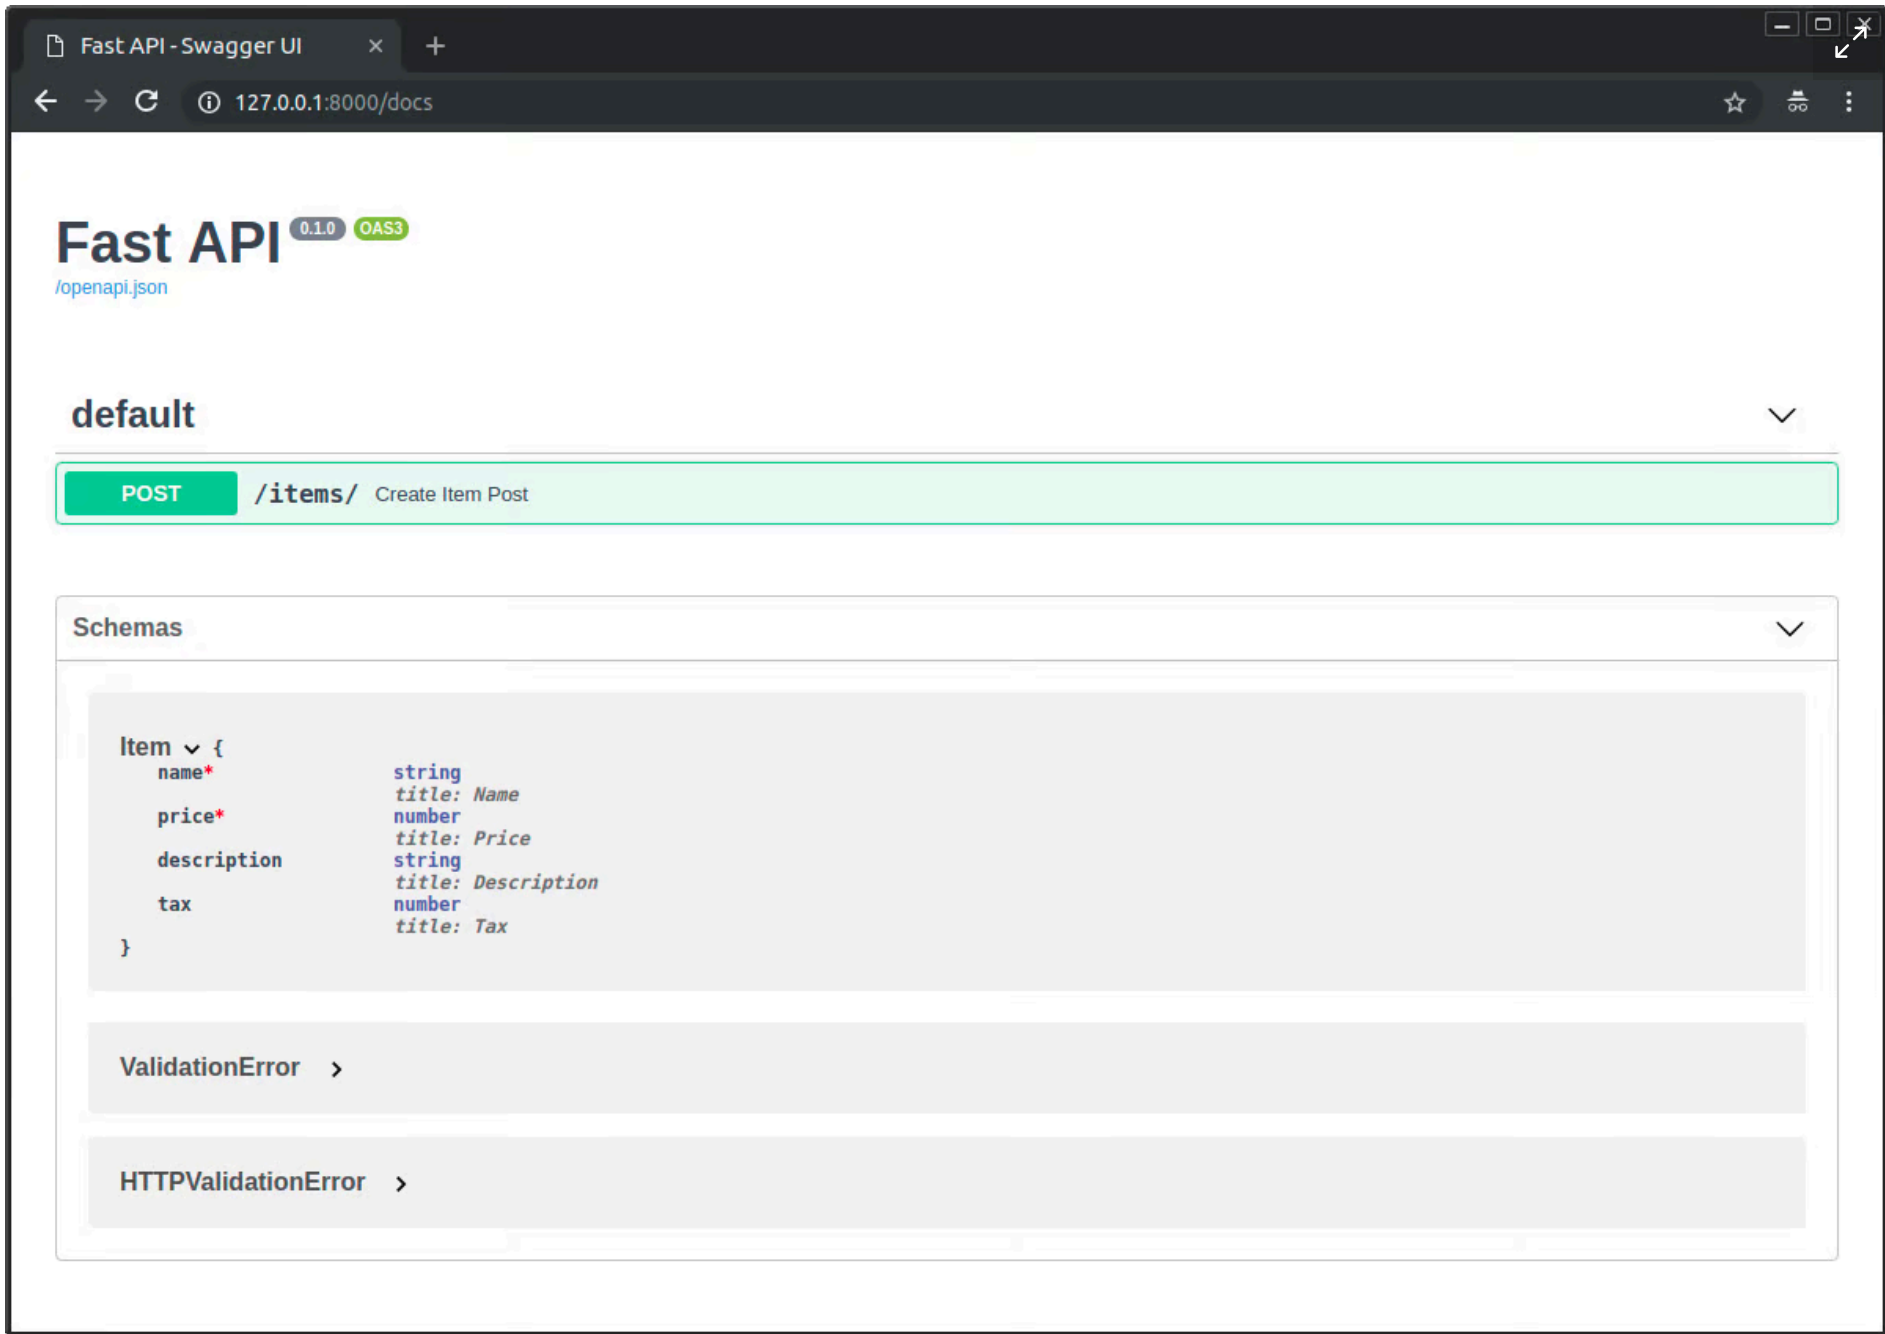 Fast API - Swagger UI
127.0.0.1:8000/docs
Fast API 0.1.0 OAS3
/openapi.json
default
POST /items/ Create Item Post
Schemas
Item {
name* string
title: Name
price* number
title: Price
description string
title: Description
tax number
title: Tax
}
ValidationError
HTTPValidationError